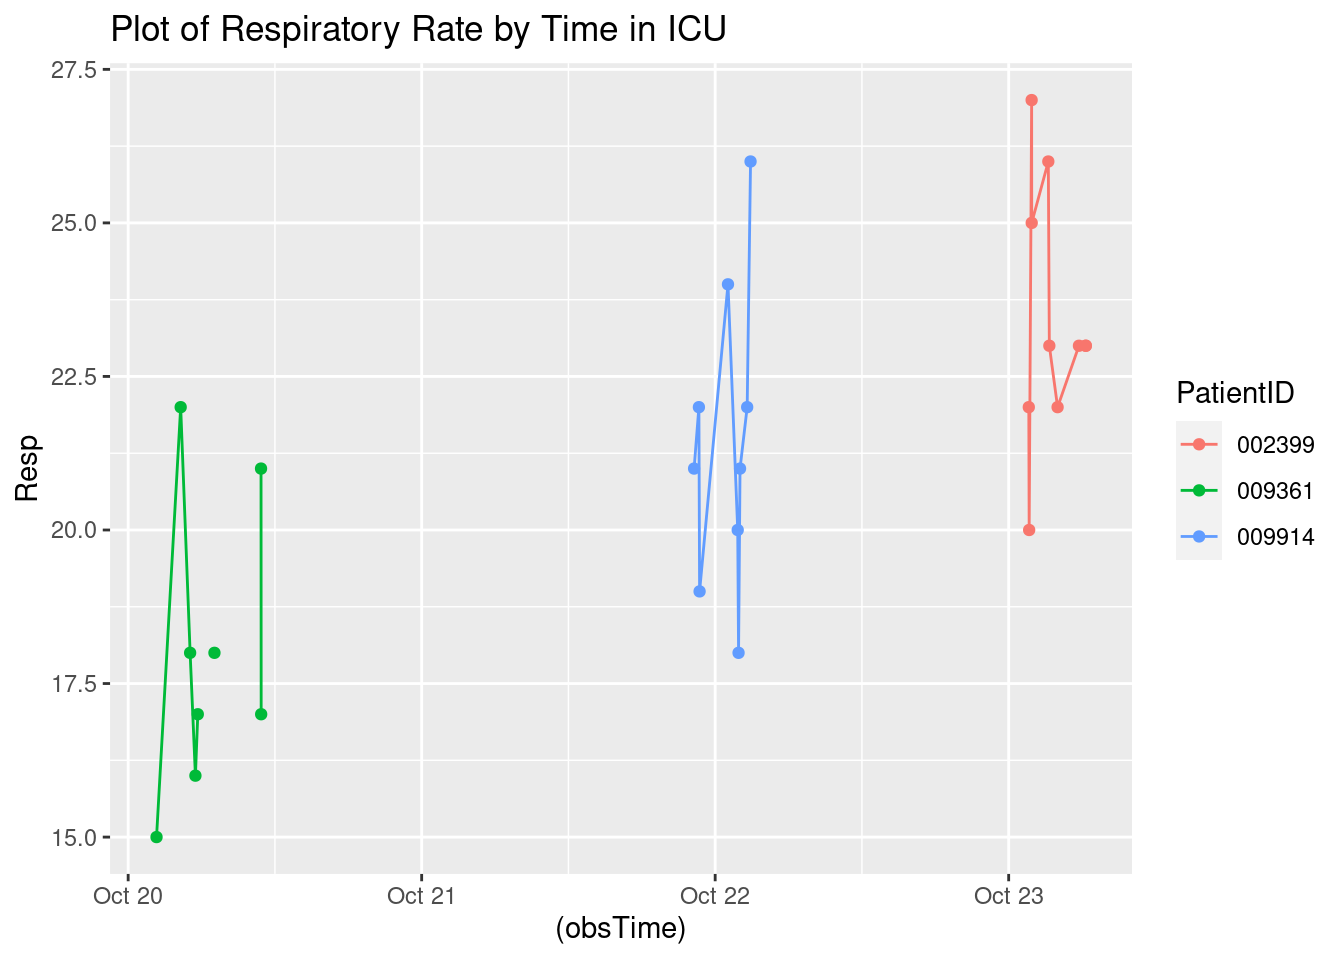 Plot of Respiratory Rate by Time in ICU
27.5
25.0
22.5
20.0
17.5
15.0
Resp
Oct 20 Oct 21 Oct 22 Oct 23
(obsTime)
PatientID
002399
009361
009914